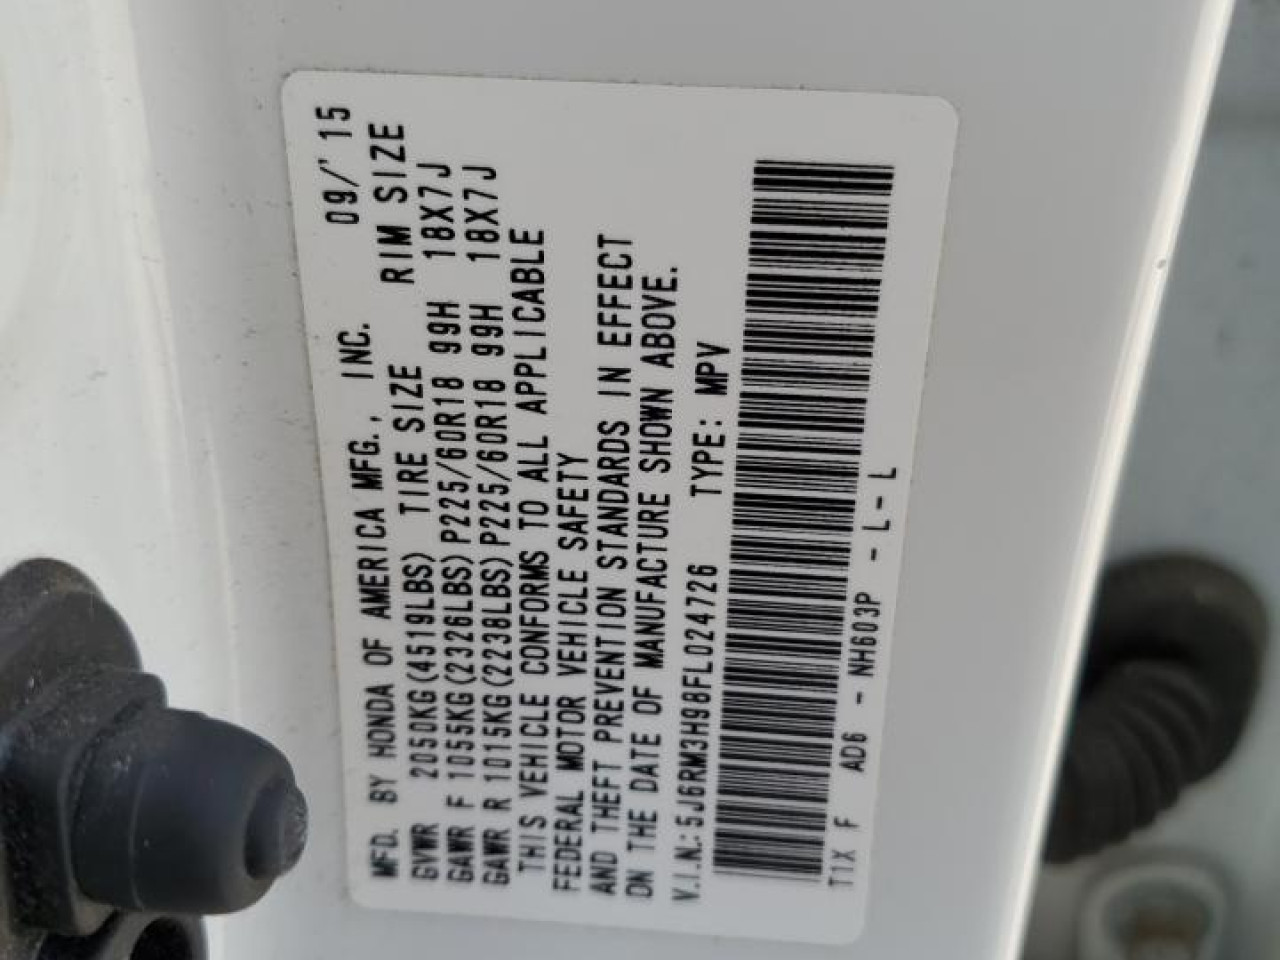 MFD. BY HONDA OF AMERICA MFG., INC. 09/'15
GVWR 2050KG(4519LBS) TIRE SIZE RIM SIZE
GAWR F 1055KG(2326LBS)P225/60R18 99H 18X7J
GAWR R 1015KG(2238LBS)P225/60R18 99H 18X7J
THIS VEHICLE CONFORMS TO ALL APPLICABLE
FEDERAL MOTOR VEHICLE SAFETY
AND THEFT PREVENTION STANDARDS IN EFFECT
ON THE DATE OF MANUFACTURE SHOWN ABOVE.
V.I.N.:5J6RM3H98FL024726 TYPE: MPV
T1X F AD6 - NH603P - L- L